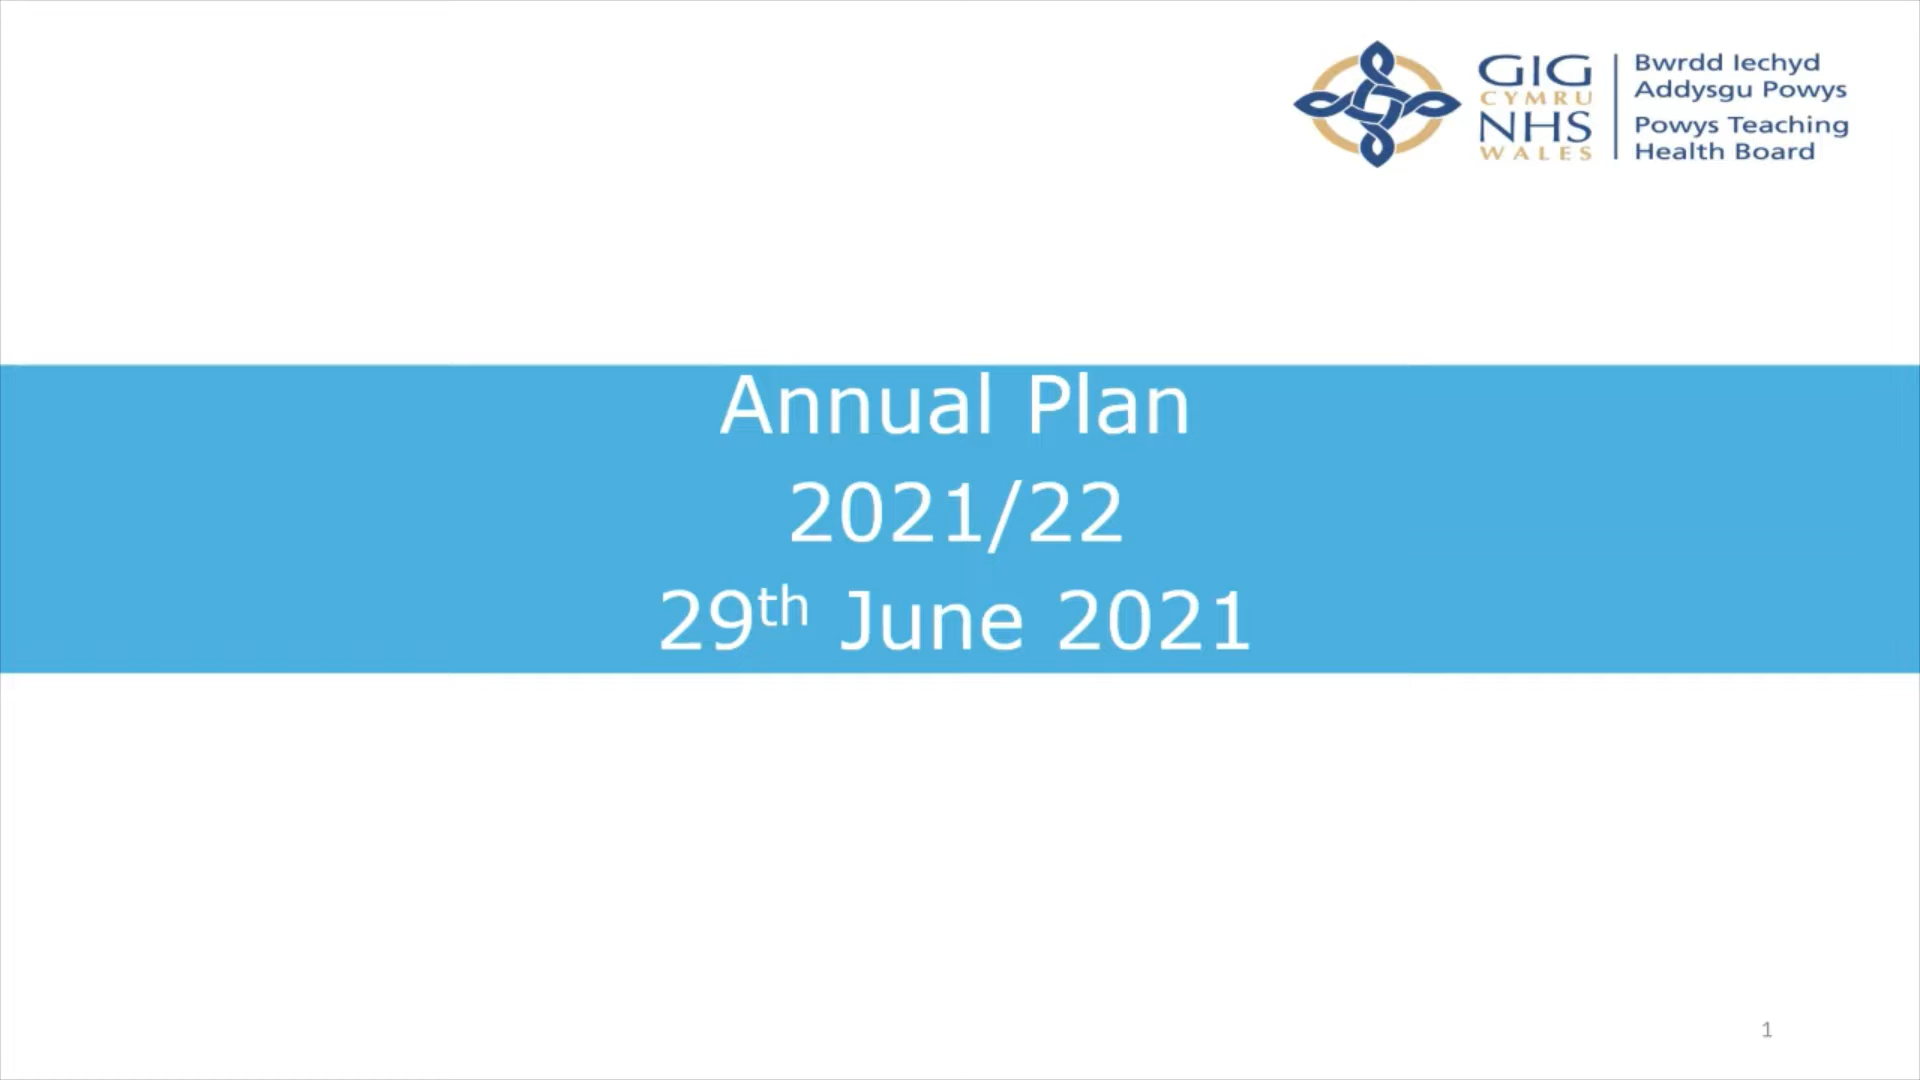 GIG
CYMRU
NHS
WALES
Bwrdd Iechyd
Addysgu Powys
Powys Teaching
Health Board
Annual Plan
2021/22
29th June 2021
1